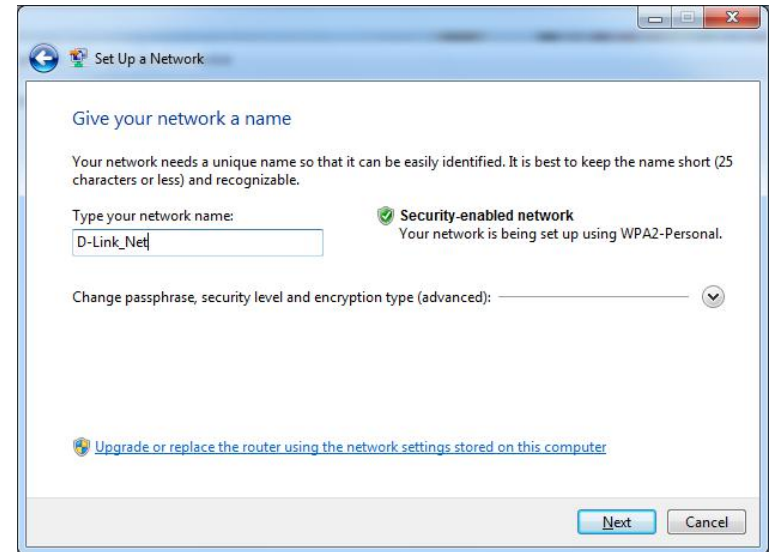 Set Up a Network
Give your network a name
Your network needs a unique name so that it can be easily identified. It is best to keep the name short (25
characters or less) and recognizable.
Type your network name:
Security-enabled network
D-Link_Net
Your network is being set up using WPA2-Personal.
Change passphrase, security level and encryption type (advanced):
Upgrade or replace the router using the network settings stored on this computer
Next
Cancel